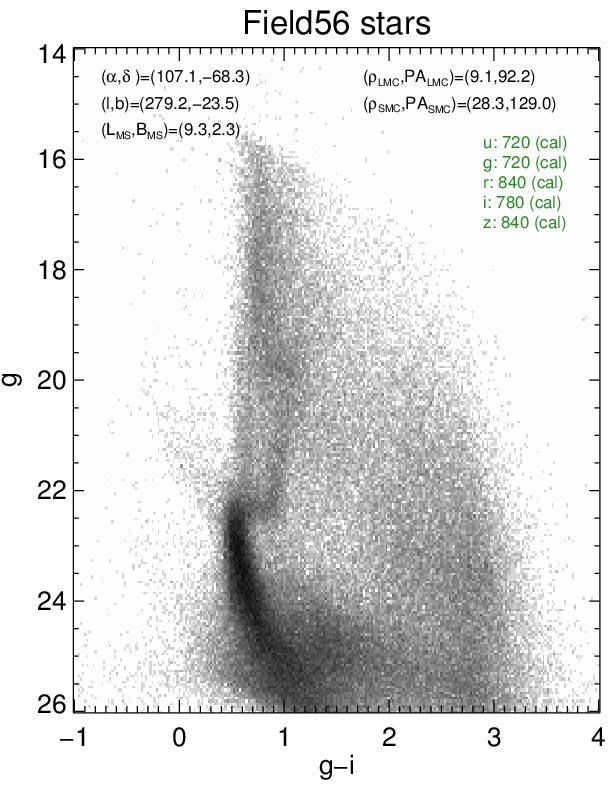 Field56 stars
(α,δ )=(107.1,−68.3)
(ρLMC,PALMC)=(9.1,92.2)
(l,b)=(279.2,−23.5)
(ρSMC,PASMC)=(28.3,129.0)
(LMS,BMS)=(9.3,2.3)
u: 720 (cal)
g: 720 (cal)
r: 840 (cal)
i: 780 (cal)
z: 840 (cal)
14
16
18
20
22
24
26
g
−1 0 1 2 3 4
g−i